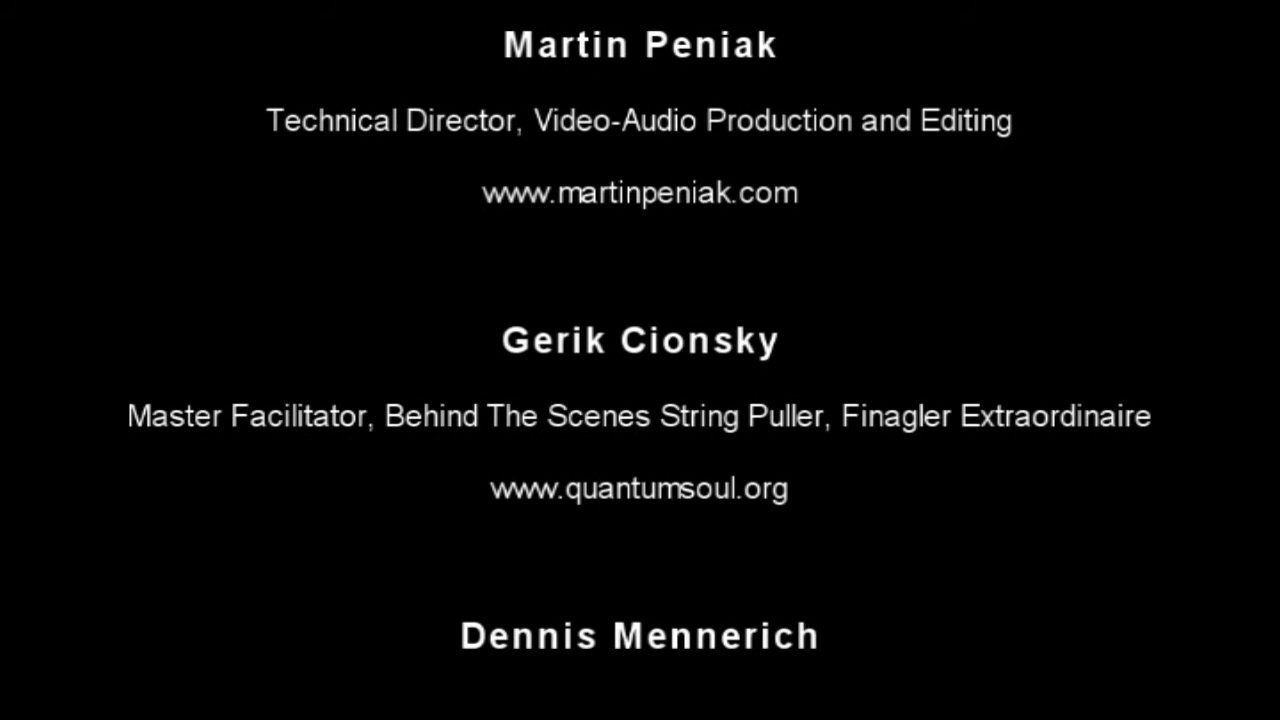 Martin Peniak
Technical Director, Video-Audio Production and Editing
www.martinpeniak.com
Gerik Cionsky
Master Facilitator, Behind The Scenes String Puller, Finagler Extraordinaire
www.quantumsoul.org
Dennis Mennerich